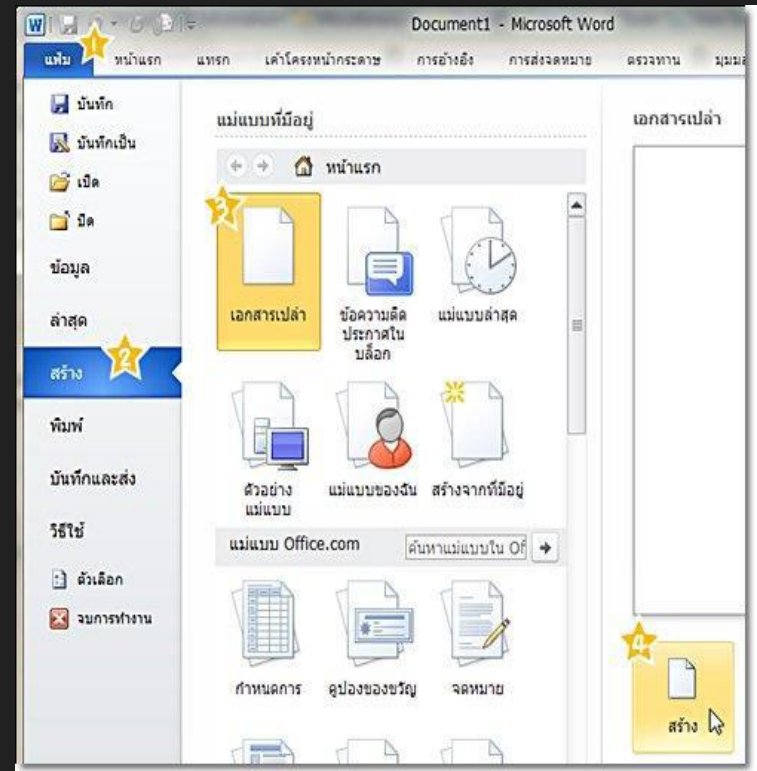 Document1 - Microsoft Word
1
แฟ้ม หน้าแรก แทรก เค้าโครงหน้ากระดาษ การอ้างอิง การส่งจดหมาย ตรวจทาน
บันทึก
บันทึกเป็น
เปิด
ปิด
ข้อมูล
ล่าสุด
2
สร้าง
พิมพ์
บันทึกและส่ง
วิธีใช้
ตัวเลือก
จบการทำงาน
แม่แบบที่มีอยู่
หน้าแรก
3
เอกสารเปล่า
ข้อความติด
ประกาศใน
บล็อก
แม่แบบล่าสุด
ตัวอย่าง
แม่แบบ
แม่แบบของฉัน
สร้างจากที่มีอยู่
แม่แบบ Office.com
ค้นหาแม่แบบใน Of
กำหนดการ
คูปองของขวัญ
จดหมาย
เอกสารเปล่า
4
สร้าง